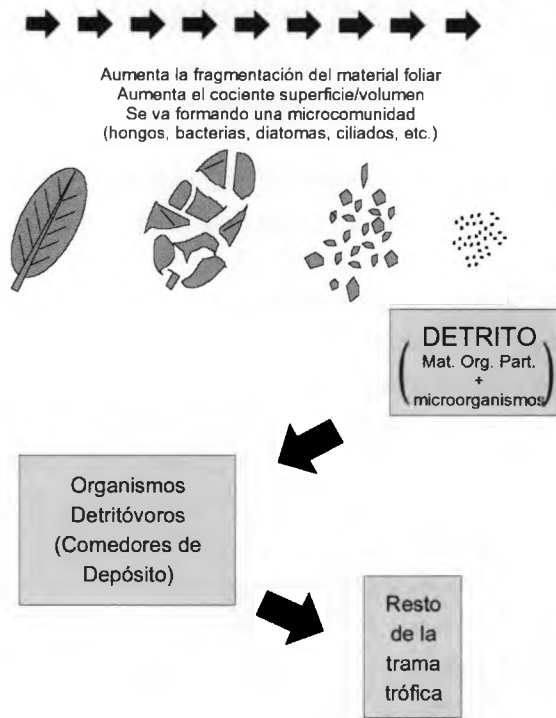 Aumenta la fragmentación del material foliar
Aumenta el cociente superficie/volumen
Se va formando una microcomunidad
(hongos, bacterias, diatomas, ciliados, etc.)
DETRITO
(Mat. Org. Part.
+
microorganismos)
Organismos
Detritóvoros
(Comedores de
Depósito)
Resto
de la
trama
trófica